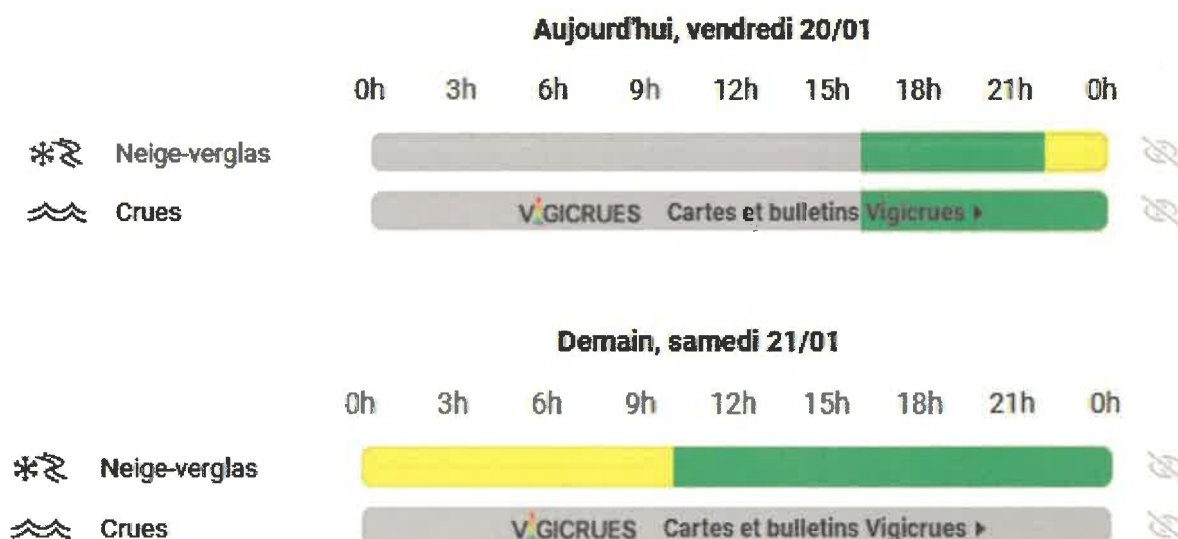 Aujourd'hui, vendredi 20/01
0h 3h 6h 9h 12h 15h 18h 21h 0h
Neige-verglas
Crues VIGICRUES Cartes et bulletins Vigicrues
Demain, samedi 21/01
0h 3h 6h 9h 12h 15h 18h 21h 0h
Neige-verglas
Crues VIGICRUES Cartes et bulletins Vigicrues